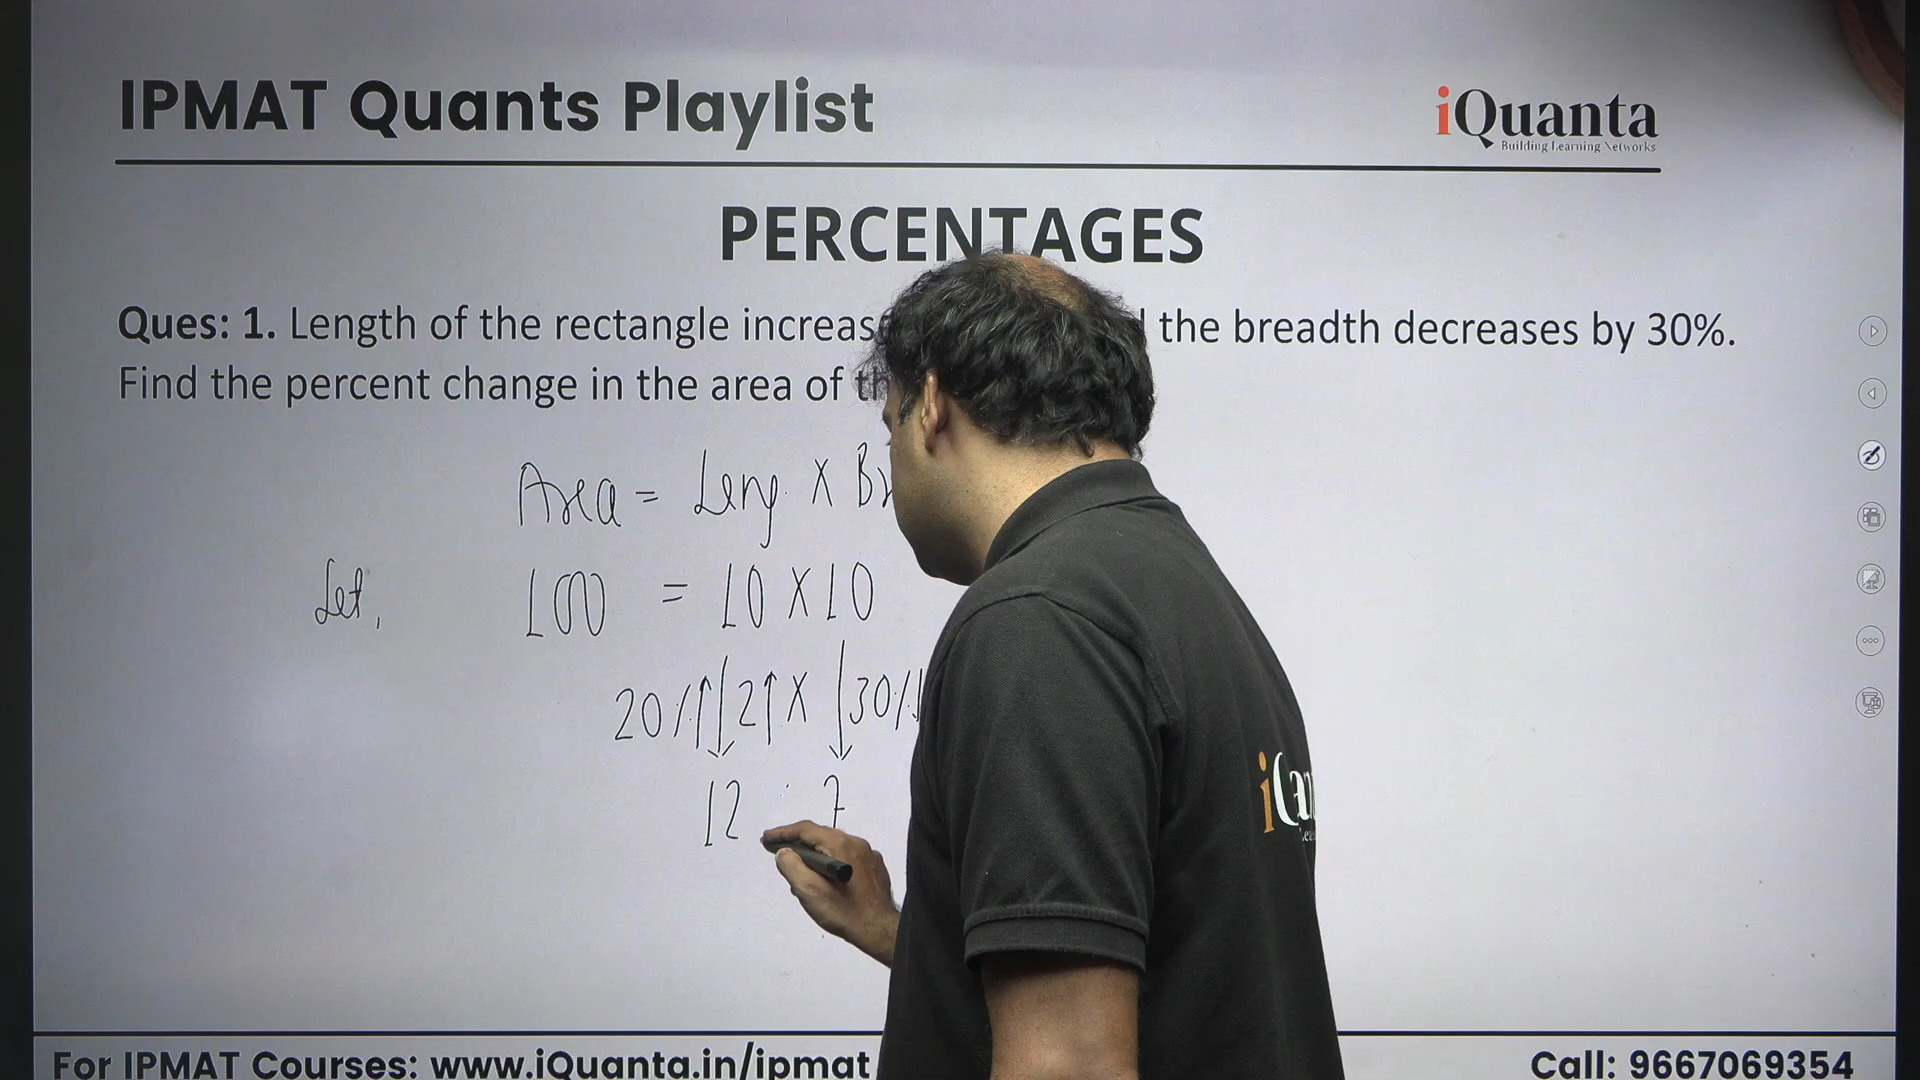 IPMAT Quants Playlist
iQuanta
Building Learning Networks
PERCENTAGES
Ques: 1. Length of the rectangle increas the breadth decreases by 30%.
Find the percent change in the area of th
Area = Leng. X Br
Let, 100 = 10 X 10
20%↑ 2↑ X 30%↓
12 7
For IPMAT Courses: www.iQuanta.in/ipmat
Call: 9667069354